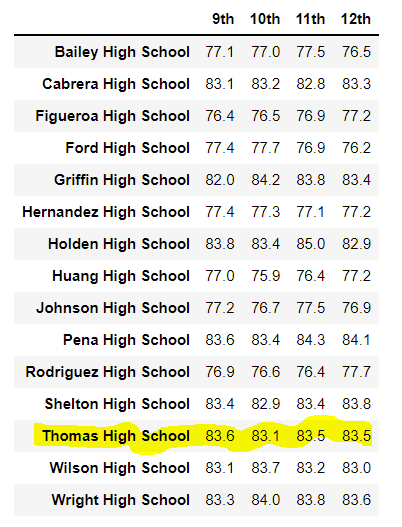 9th 10th 11th 12th
Bailey High School 77.1 77.0 77.5 76.5
Cabrera High School 83.1 83.2 82.8 83.3
Figueroa High School 76.4 76.5 76.9 77.2
Ford High School 77.4 77.7 76.9 76.2
Griffin High School 82.0 84.2 83.8 83.4
Hernandez High School 77.4 77.3 77.1 77.2
Holden High School 83.8 83.4 85.0 82.9
Huang High School 77.0 75.9 76.4 77.2
Johnson High School 77.2 76.7 77.5 76.9
Pena High School 83.6 83.4 84.3 84.1
Rodriguez High School 76.9 76.6 76.4 77.7
Shelton High School 83.4 82.9 83.4 83.8
Thomas High School 83.6 83.1 83.5 83.5
Wilson High School 83.1 83.7 83.2 83.0
Wright High School 83.3 84.0 83.8 83.6